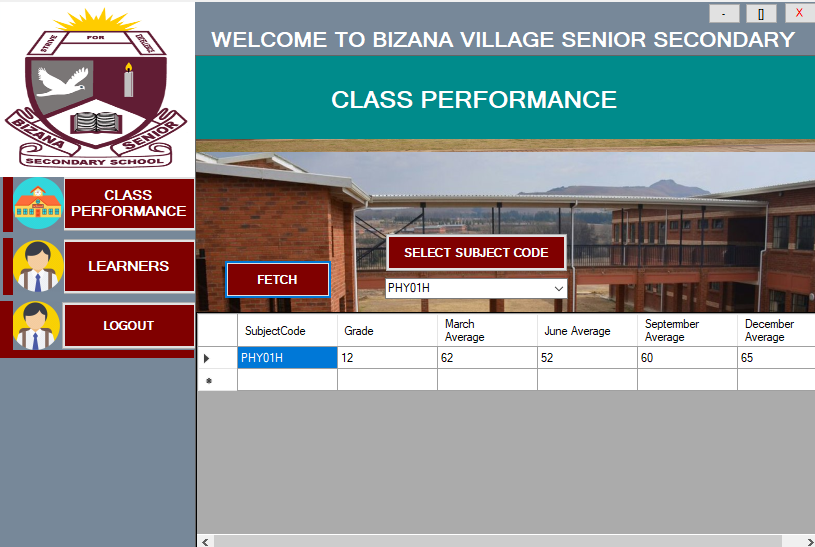 - [] X
WELCOME TO BIZANA VILLAGE SENIOR SECONDARY
STRIVE FOR EXCELLENCE
BIZANA SENIOR
SECONDARY SCHOOL
CLASS PERFORMANCE
CLASS
PERFORMANCE
LEARNERS
LOGOUT
SELECT SUBJECT CODE
FETCH
PHY01H
SubjectCode Grade March Average June Average September Average December Average
PHY01H 12 62 52 60 65